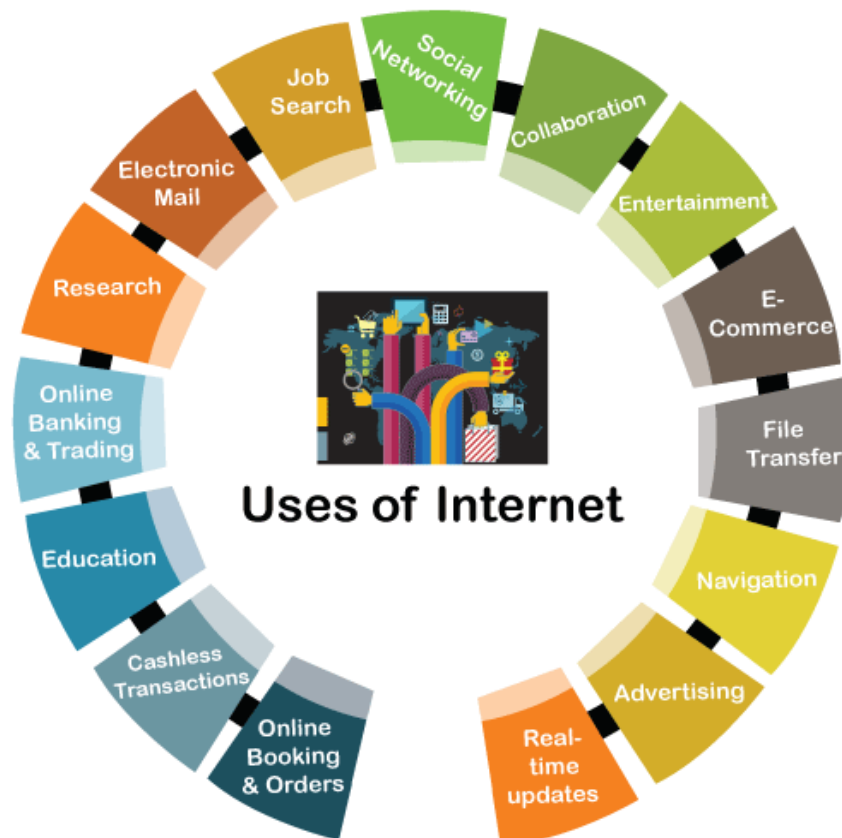 Online
Booking
& Orders
Cashless
Transactions
Education
Online
Banking
& Trading
Research
Electronic
Mail
Job
Search
Social
Networking
Collaboration
Entertainment
E-
Commerce
File
Transfer
Navigation
Advertising
Real-
time
updates
Uses of Internet